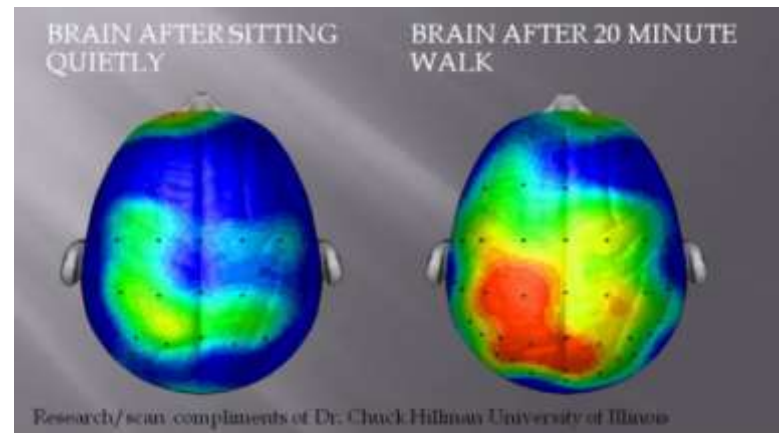 BRAIN AFTER SITTING
QUIETLY
BRAIN AFTER 20 MINUTE
WALK
Research/scan compliments of Dr. Chuck Hillman University of Illinois